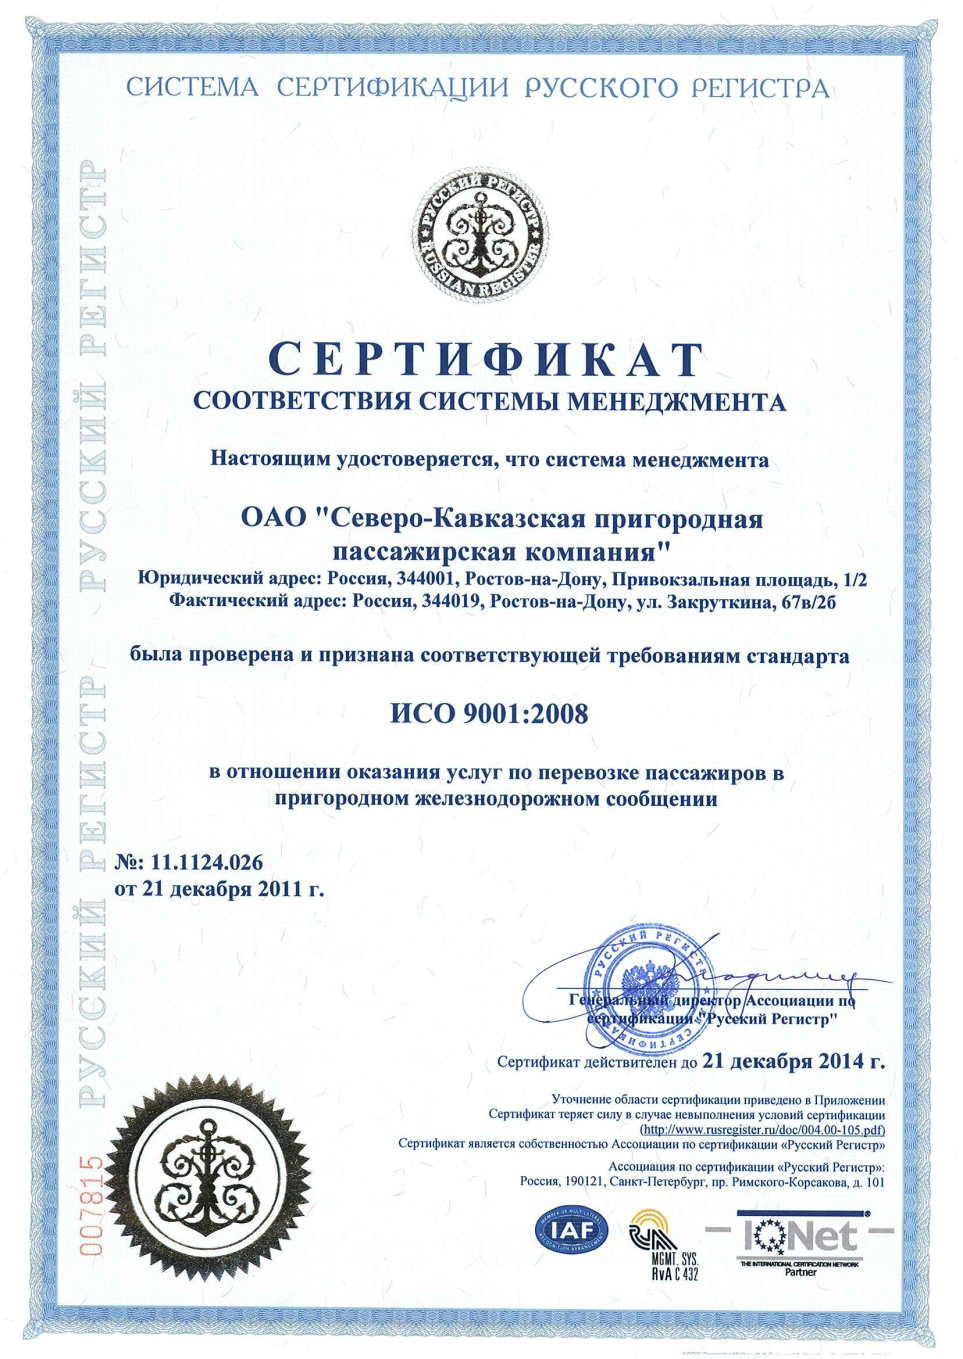 СИСТЕМА СЕРТИФИКАЦИИ РУССКОГО РЕГИСТРА
РУССКИЙ РЕГИСТР
RUSSIAN REGISTER
СЕРТИФИКАТ
СООТВЕТСТВИЯ СИСТЕМЫ МЕНЕДЖМЕНТА
Настоящим удостоверяется, что система менеджмента
ОАО "Северо-Кавказская пригородная
пассажирская компания"
Юридический адрес: Россия, 344001, Ростов-на-Дону, Привокзальная площадь, 1/2
Фактический адрес: Россия, 344019, Ростов-на-Дону, ул. Закруткина, 67в/2б
была проверена и признана соответствующей требованиям стандарта
ИСО 9001:2008
в отношении оказания услуг по перевозке пассажиров в
пригородном железнодорожном сообщении
№: 11.1124.026
от 21 декабря 2011 г.
РУССКИЙ РЕГИСТР
Генеральный директор Ассоциации по
сертификации "Русский Регистр"
Сертификат действителен до 21 декабря 2014 г.
Уточнение области сертификации приведено в Приложении
Сертификат теряет силу в случае невыполнения условий сертификации
(http://www.rusregister.ru/doc/004.00-105.pdf)
Сертификат является собственностью Ассоциации по сертификации «Русский Регистр»
Ассоциация по сертификации «Русский Регистр»:
Россия, 190121, Санкт-Петербург, пр. Римского-Корсакова, д. 101
MEMBER OF MULTILATERAL
IAF
RECOGNITION ARRANGEMENT
MGMT. SYS.
RvA C 432
IQNet
THE INTERNATIONAL CERTIFICATION NETWORK
Partner
РУССКИЙ РЕГИСТР РУССКИЙ РЕГИСТР
007815